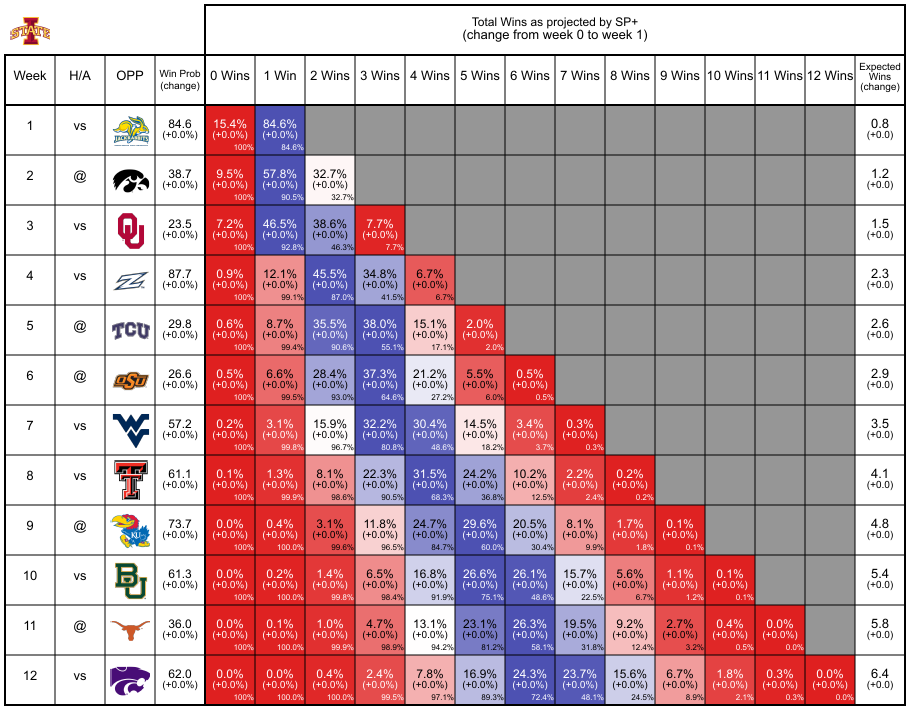 STATE
Total Wins as projected by SP+
(change from week 0 to week 1)
Week H/A OPP Win Prob (change) 0 Wins 1 Win 2 Wins 3 Wins 4 Wins 5 Wins 6 Wins 7 Wins 8 Wins 9 Wins 10 Wins 11 Wins 12 Wins Expected Wins (change)
1 vs JACKRABBITS 84.6 15.4% 84.6% 0.8
(+0.0%) (+0.0%) (+0.0%) (+0.0)
100% 84.6%
2 @ 38.7 9.5% 57.8% 32.7% 1.2
(+0.0%) (+0.0%) (+0.0%) (+0.0%) (+0.0)
100% 90.5% 32.7%
3 vs OU 23.5 7.2% 46.5% 38.6% 7.7% 1.5
(+0.0%) (+0.0%) (+0.0%) (+0.0%) (+0.0%) (+0.0)
100% 92.8% 46.3% 7.7%
4 vs Z 87.7 0.9% 12.1% 45.5% 34.8% 6.7% 2.3
(+0.0%) (+0.0%) (+0.0%) (+0.0%) (+0.0%) (+0.0%) (+0.0)
100% 99.1% 87.0% 41.5% 6.7%
5 @ TCU 29.8 0.6% 8.7% 35.5% 38.0% 15.1% 2.0% 2.6
(+0.0%) (+0.0%) (+0.0%) (+0.0%) (+0.0%) (+0.0%) (+0.0%) (+0.0)
100% 99.4% 90.6% 55.1% 17.1% 2.0%
6 @ OSU 26.6 0.5% 6.6% 28.4% 37.3% 21.2% 5.5% 0.5% 2.9
(+0.0%) (+0.0%) (+0.0%) (+0.0%) (+0.0%) (+0.0%) (+0.0%) (+0.0%) (+0.0)
100% 99.5% 93.0% 64.6% 27.2% 6.0% 0.5%
7 vs WV 57.2 0.2% 3.1% 15.9% 32.2% 30.4% 14.5% 3.4% 0.3% 3.5
(+0.0%) (+0.0%) (+0.0%) (+0.0%) (+0.0%) (+0.0%) (+0.0%) (+0.0%) (+0.0%) (+0.0)
100% 99.8% 96.7% 80.8% 48.6% 18.2% 3.7% 0.3%
8 vs T 61.1 0.1% 1.3% 8.1% 22.3% 31.5% 24.2% 10.2% 2.2% 0.2% 4.1
(+0.0%) (+0.0%) (+0.0%) (+0.0%) (+0.0%) (+0.0%) (+0.0%) (+0.0%) (+0.0%) (+0.0%) (+0.0)
100% 99.9% 98.6% 90.5% 68.3% 36.8% 12.5% 2.4% 0.2%
9 @ KU 73.7 0.0% 0.4% 3.1% 11.8% 24.7% 29.6% 20.5% 8.1% 1.7% 0.1% 4.8
(+0.0%) (+0.0%) (+0.0%) (+0.0%) (+0.0%) (+0.0%) (+0.0%) (+0.0%) (+0.0%) (+0.0%) (+0.0%) (+0.0)
100% 100.0% 99.6% 96.5% 84.7% 60.0% 30.4% 9.9% 1.8% 0.1%
10 vs BU 61.3 0.0% 0.2% 1.4% 6.5% 16.8% 26.6% 26.1% 15.7% 5.6% 1.1% 0.1% 5.4
(+0.0%) (+0.0%) (+0.0%) (+0.0%) (+0.0%) (+0.0%) (+0.0%) (+0.0%) (+0.0%) (+0.0%) (+0.0%) (+0.0%) (+0.0)
100% 100.0% 99.8% 98.4% 91.9% 75.1% 48.6% 22.5% 6.7% 1.2% 0.1%
11 @ 36.0 0.0% 0.1% 1.0% 4.7% 13.1% 23.1% 26.3% 19.5% 9.2% 2.7% 0.4% 0.0% 5.8
(+0.0%) (+0.0%) (+0.0%) (+0.0%) (+0.0%) (+0.0%) (+0.0%) (+0.0%) (+0.0%) (+0.0%) (+0.0%) (+0.0%) (+0.0%) (+0.0)
100% 100.0% 99.9% 98.9% 94.2% 81.2% 58.1% 31.8% 12.4% 3.2% 0.5% 0.0%
12 vs 62.0 0.0% 0.0% 0.4% 2.4% 7.8% 16.9% 24.3% 23.7% 15.6% 6.7% 1.8% 0.3% 0.0% 6.4
(+0.0%) (+0.0%) (+0.0%) (+0.0%) (+0.0%) (+0.0%) (+0.0%) (+0.0%) (+0.0%) (+0.0%) (+0.0%) (+0.0%) (+0.0%) (+0.0%) (+0.0)
100% 100.0% 100.0% 99.5% 97.1% 89.3% 72.4% 48.1% 24.5% 8.9% 2.1% 0.3% 0.0%